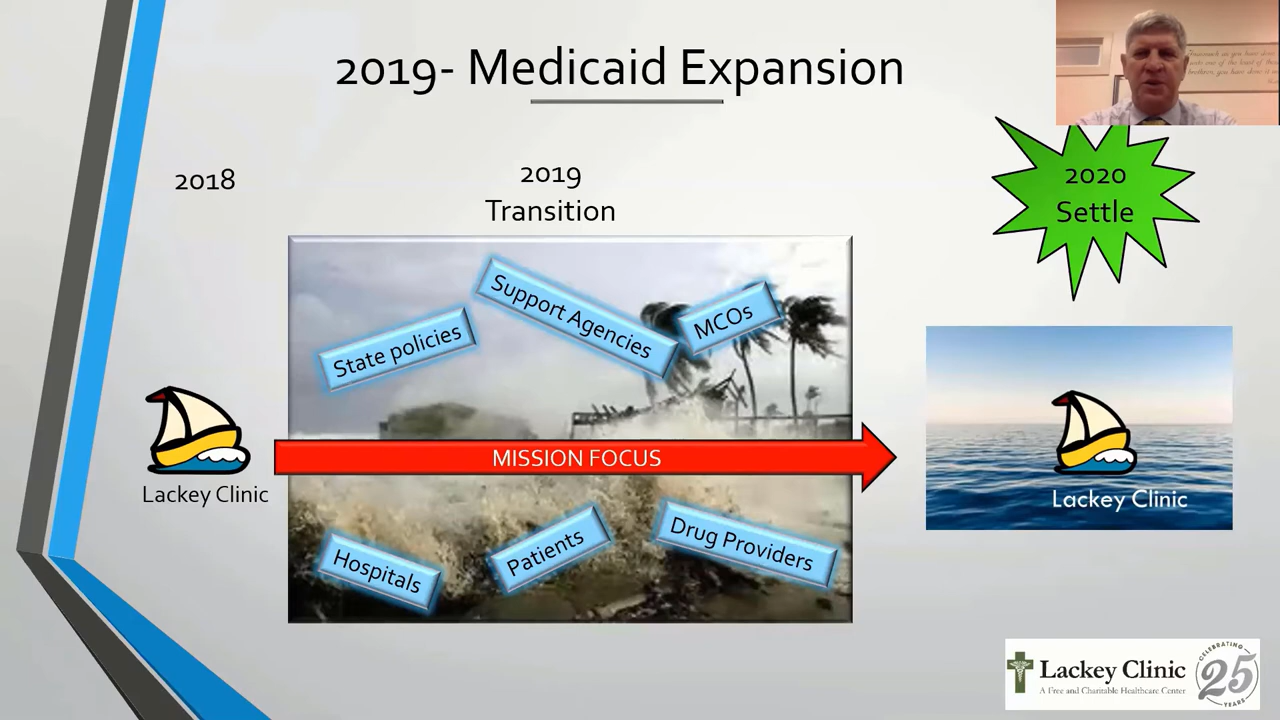 2019- Medicaid Expansion
2018
2019
Transition
2020
Settle
State policies
Support Agencies
MCOs
MISSION FOCUS
Lackey Clinic
Lackey Clinic
Hospitals
Patients
Drug Providers
Lackey Clinic
A Free and Charitable Healthcare Center
CELEBRATING
25
YEARS